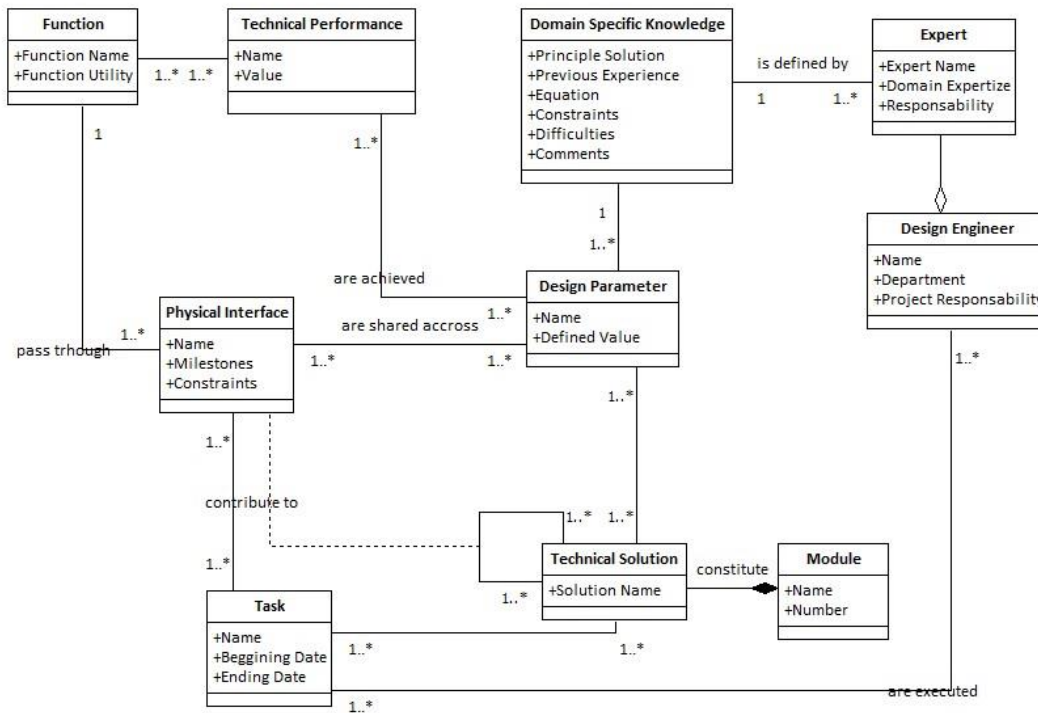 Function
+Function Name
+Function Utility
1..*
1..*
1
Technical Performance
+Name
+Value
1..*
Domain Specific Knowledge
+Principle Solution
+Previous Experience
+Equation
+Constraints
+Difficulties
+Comments
is defined by
1
1..*
Expert
+Expert Name
+Domain Expertize
+Responsability
1
1..*
Design Engineer
+Name
+Department
+Project Responsability
1..*
are achieved
1..*
Design Parameter
+Name
+Defined Value
Physical Interface
+Name
+Milestones
+Constraints
1..*
pass trhough
are shared accross
1..*
1..*
1..*
1..*
contribute to
1..*
1..*
1..*
Technical Solution
+Solution Name
1..*
constitute
Module
+Name
+Number
1..*
Task
+Name
+Beggining Date
+Ending Date
1..*
1..*
are executed
1..*